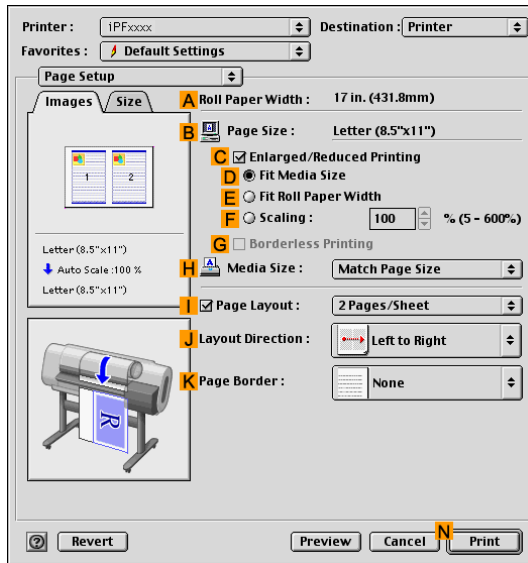 Printer : iPFxxxx Destination : Printer
Favorites : Default Settings
Page Setup
Images Size
A Roll Paper Width : 17 in. (431.8mm)
B Page Size : Letter (8.5"x11")
C Enlarged/Reduced Printing
D Fit Media Size
E Fit Roll Paper Width
F Scaling : 100 % (5 - 600%)
G Borderless Printing
1 2
Letter (8.5"x11")
Auto Scale :100 %
Letter (8.5"x11")
H Media Size : Match Page Size
I Page Layout : 2 Pages/Sheet
J Layout Direction : Left to Right
K Page Border : None
R
? Revert Preview Cancel N Print